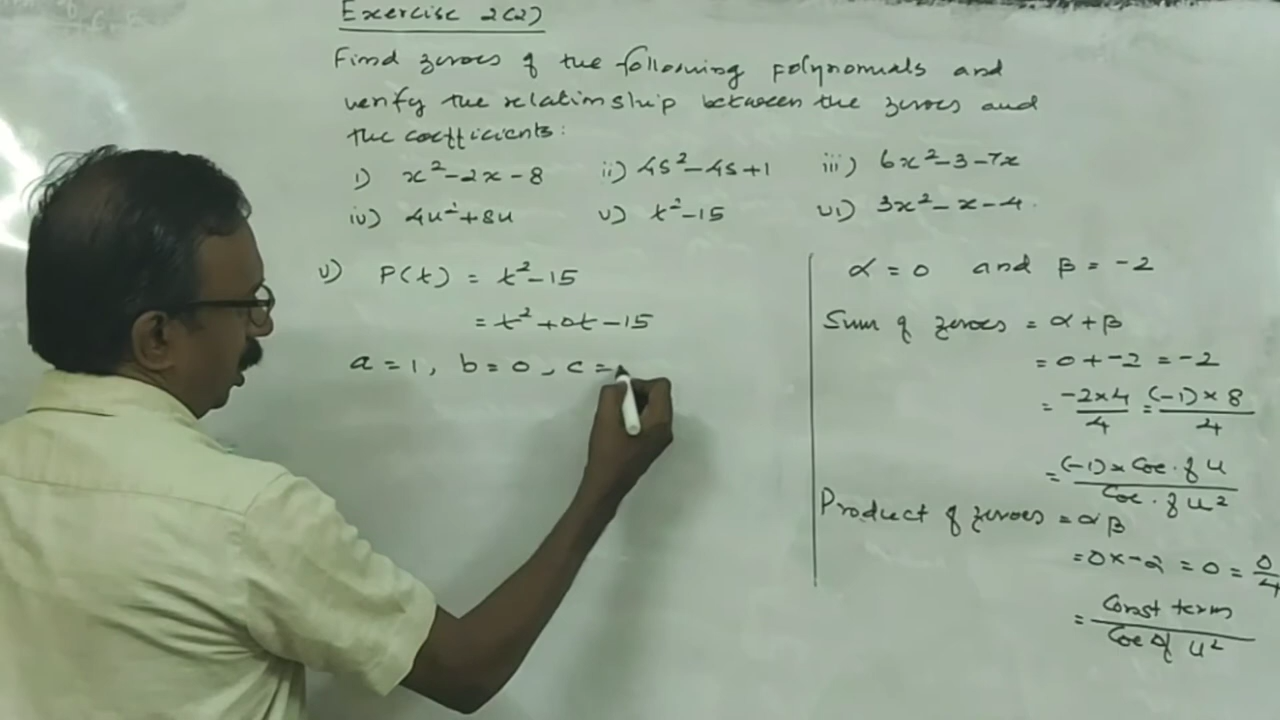 Exercise 2(2)
Find zeroes of the following polynomials and
verify the relationship between the zeroes and
the coefficients:
i) x²-2x-8 ii) 4s²-4s+1 iii) 6x²-3-7x
iv) 4u²+8u v) t²-15 vi) 3x²-x-4
v) P(t) = t²-15
= t²+0t-15
a=1, b=0, c=
α=0 and β=-2
Sum of zeroes = α+β
= 0+-2 = -2
= -2×4/4 = (-1)×8/4
= (-1)×Coe. of u/Coe. of u²
Product of zeroes = αβ
= 0×-2 = 0 = 0/4
= Const term/Coe of u²